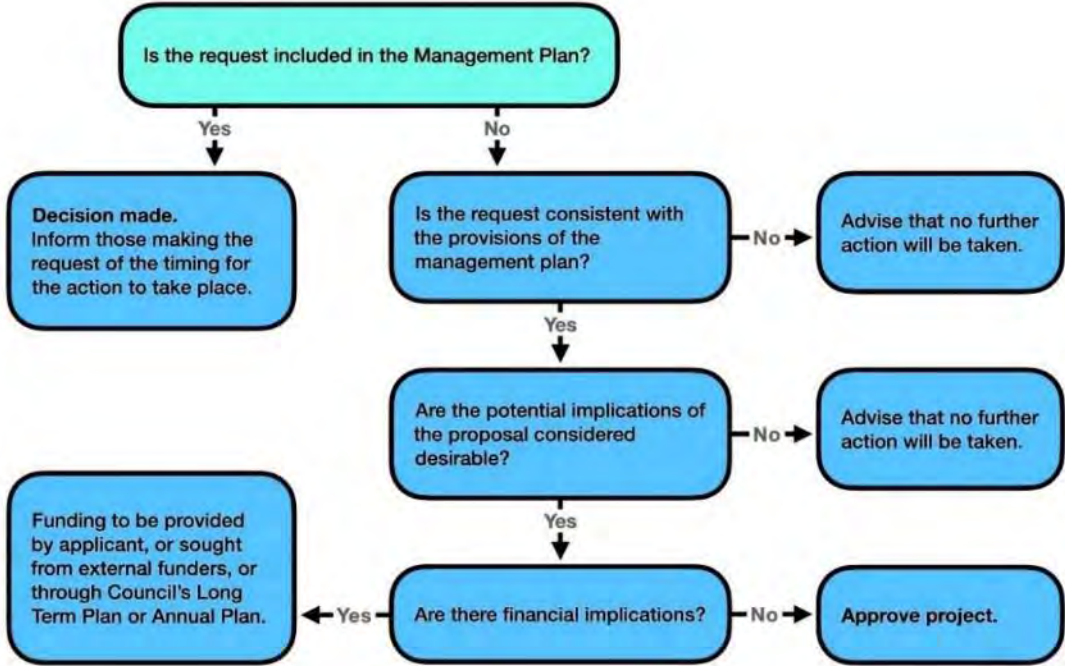 Is the request included in the Management Plan?
Yes
No
Decision made.
Inform those making the
request of the timing for
the action to take place.
Is the request consistent with
the provisions of the
management plan?
No
Advise that no further
action will be taken.
Yes
Are the potential implications of
the proposal considered
desirable?
No
Advise that no further
action will be taken.
Yes
Funding to be provided
by applicant, or sought
from external funders, or
through Council's Long
Term Plan or Annual Plan.
Yes
Are there financial implications?
No
Approve project.